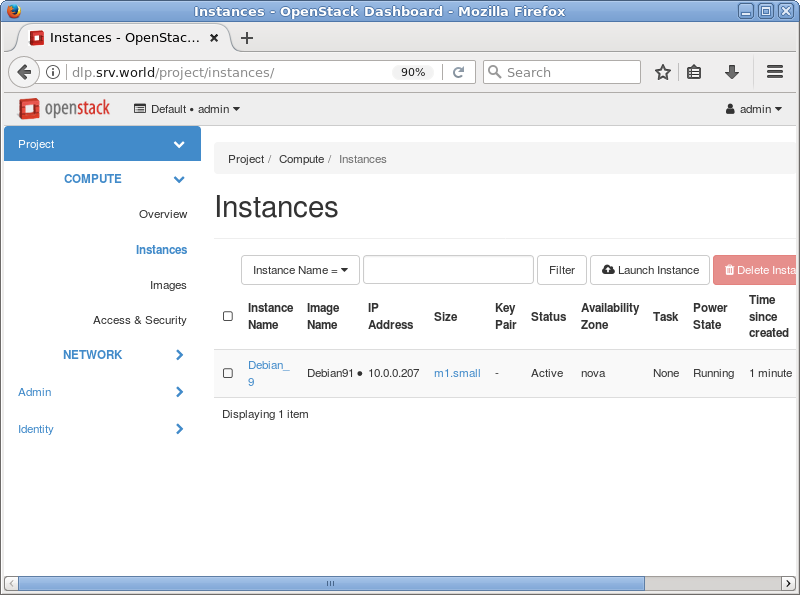 Instances - OpenStack Dashboard - Mozilla Firefox
Instances - OpenStac...
dlp.srv.world/project/instances/ 90% Search
openstack Default • admin admin
Project
Project / Compute / Instances
COMPUTE
Overview
Instances
Images
Access & Security
NETWORK
Admin
Identity
Instances
Instance Name = Filter Launch Instance Delete Insta
Instance Name Image Name IP Address Size Key Pair Status Availability Zone Task Power State Time since created
Debian_9 Debian91 • 10.0.0.207 m1.small - Active nova None Running 1 minute
Displaying 1 item